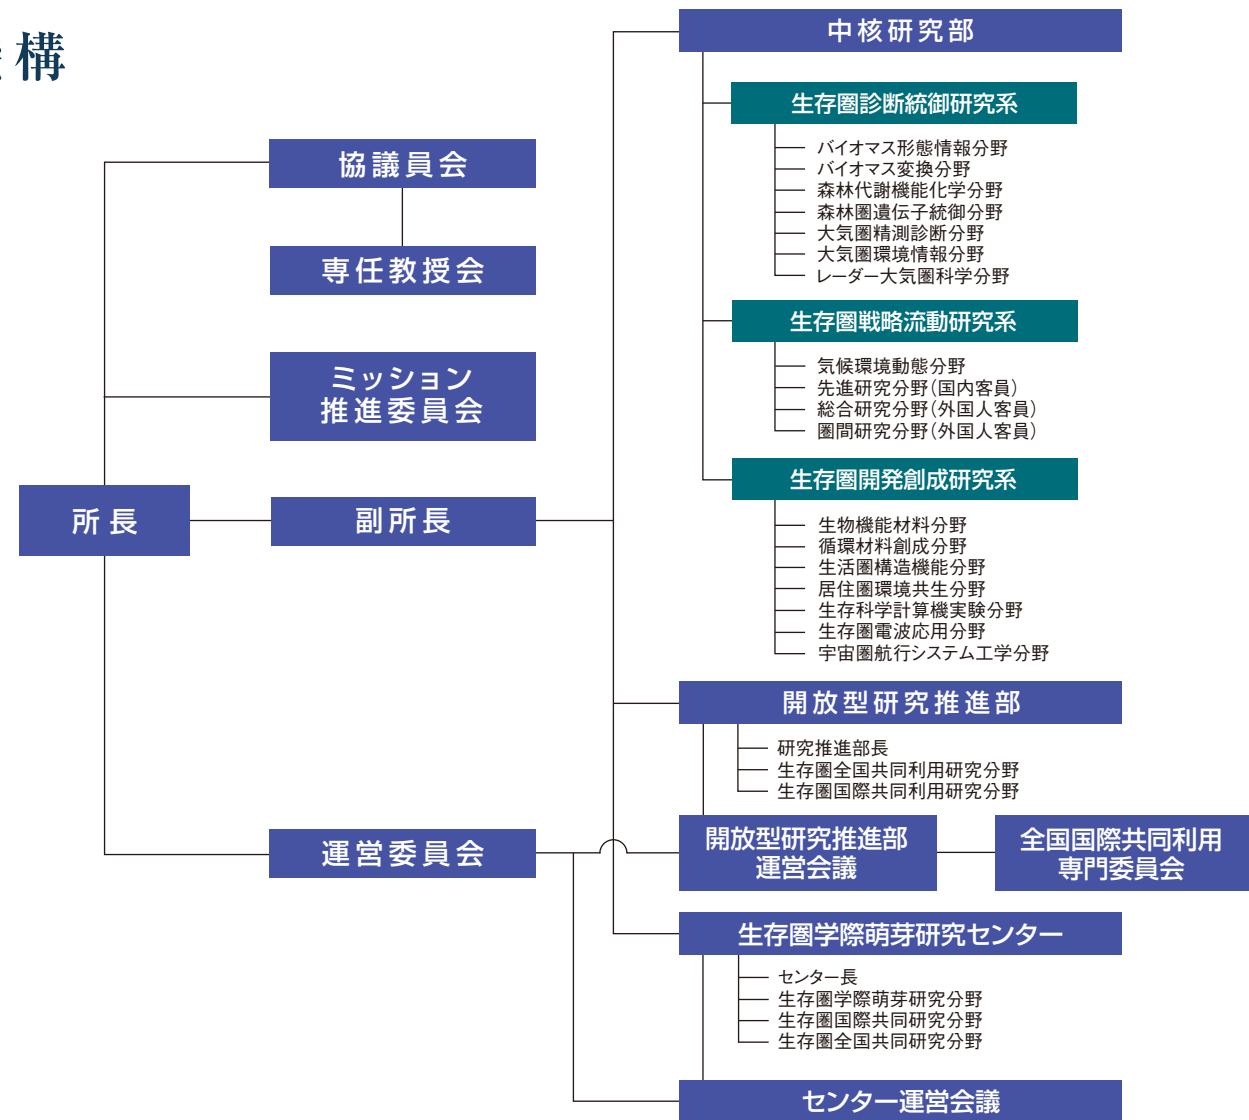 構
協議員会
専任教授会
ミッション
推進委員会
所長
副所長
運営委員会
中核研究部
生存圏診断統御研究系
バイオマス形態情報分野
バイオマス変換分野
森林代謝機能化学分野
森林圏遺伝子統御分野
大気圏精測診断分野
大気圏環境情報分野
レーダー大気圏科学分野
生存圏戦略流動研究系
気候環境動態分野
先進研究分野(国内客員)
総合研究分野(外国人客員)
圏間研究分野(外国人客員)
生存圏開発創成研究系
生物機能材料分野
循環材料創成分野
生活圏構造機能分野
居住圏環境共生分野
生存科学計算機実験分野
生存圏電波応用分野
宇宙圏航行システム工学分野
開放型研究推進部
研究推進部長
生存圏全国共同利用研究分野
生存圏国際共同利用研究分野
開放型研究推進部
運営会議
全国国際共同利用
専門委員会
生存圏学際萌芽研究センター
センター長
生存圏学際萌芽研究分野
生存圏国際共同研究分野
生存圏全国共同研究分野
センター運営会議